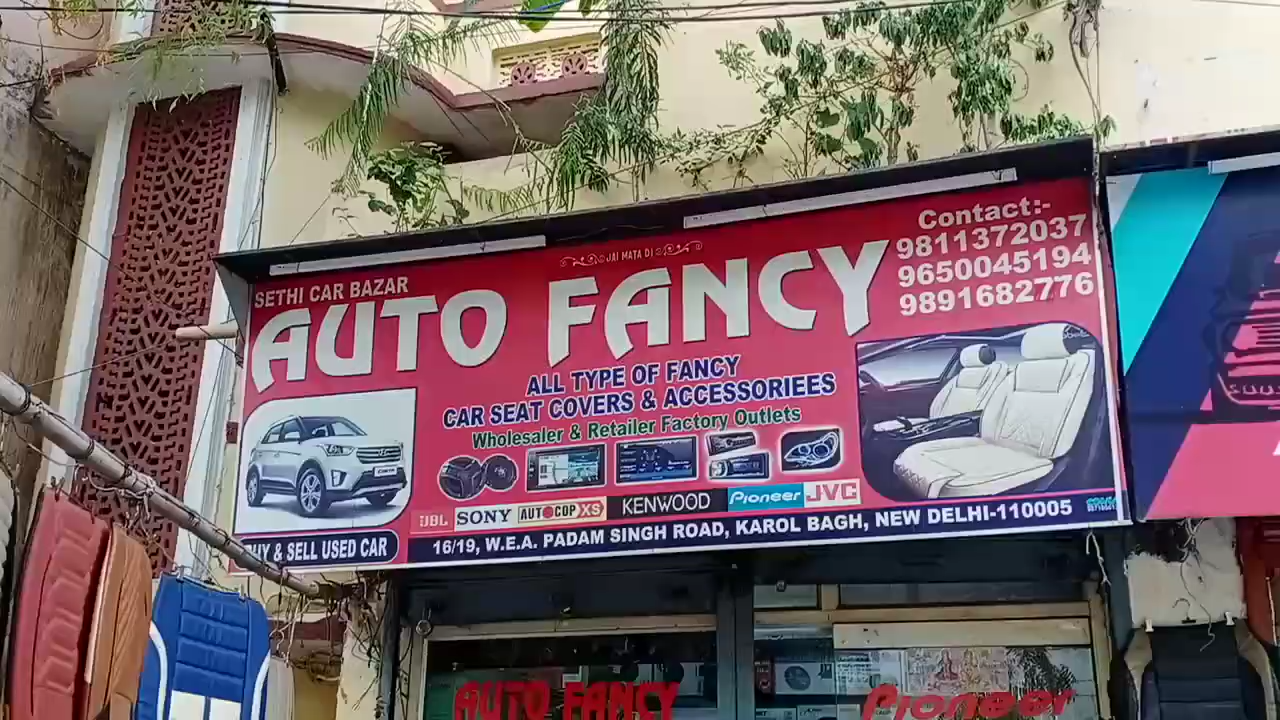 JAI MATA DI
SETHI CAR BAZAR
AUTO FANCY
Contact:-
9811372037
9650045194
9891682776
ALL TYPE OF FANCY
CAR SEAT COVERS & ACCESSORIEES
Wholesaler & Retailer Factory Outlets
JBL SONY AUTOCOP XS KENWOOD Pioneer JVC
UY & SELL USED CAR
16/19, W.E.A. PADAM SINGH ROAD, KAROL BAGH, NEW DELHI-110005
AUTO FANCY
Pioneer